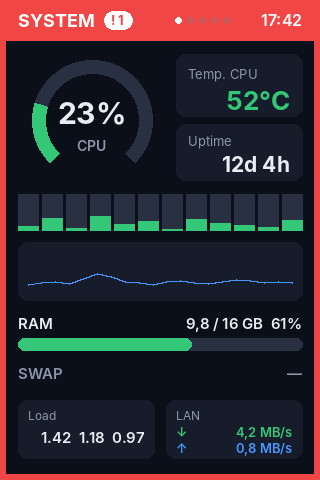 SYSTEM ! 1 17:42
23%
CPU
Temp. CPU
52°C
Uptime
12d 4h
RAM 9,8 / 16 GB 61%
SWAP —
Load
1.42 1.18 0.97
LAN
↓ 4,2 MB/s
↑ 0,8 MB/s